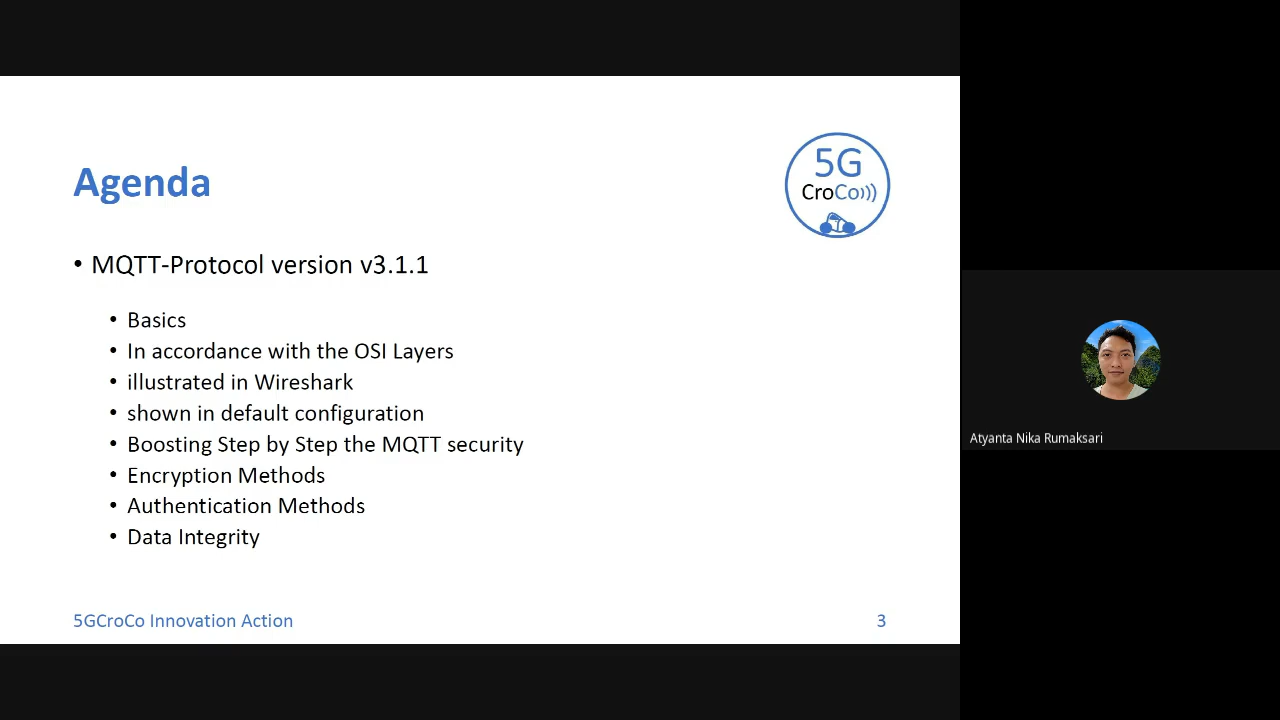 Agenda
5G
CroCo
• MQTT-Protocol version v3.1.1
• Basics
• In accordance with the OSI Layers
• illustrated in Wireshark
• shown in default configuration
• Boosting Step by Step the MQTT security
• Encryption Methods
• Authentication Methods
• Data Integrity
5GCroCo Innovation Action
3
Atyanta Nika Rumaksari